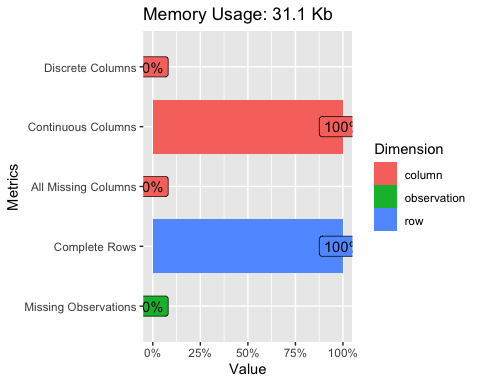 Memory Usage: 31.1 Kb
Metrics
Discrete Columns
0%
Continuous Columns
100%
All Missing Columns
0%
Complete Rows
100%
Missing Observations
0%
0%
25%
50%
75%
100%
Value
Dimension
column
observation
row